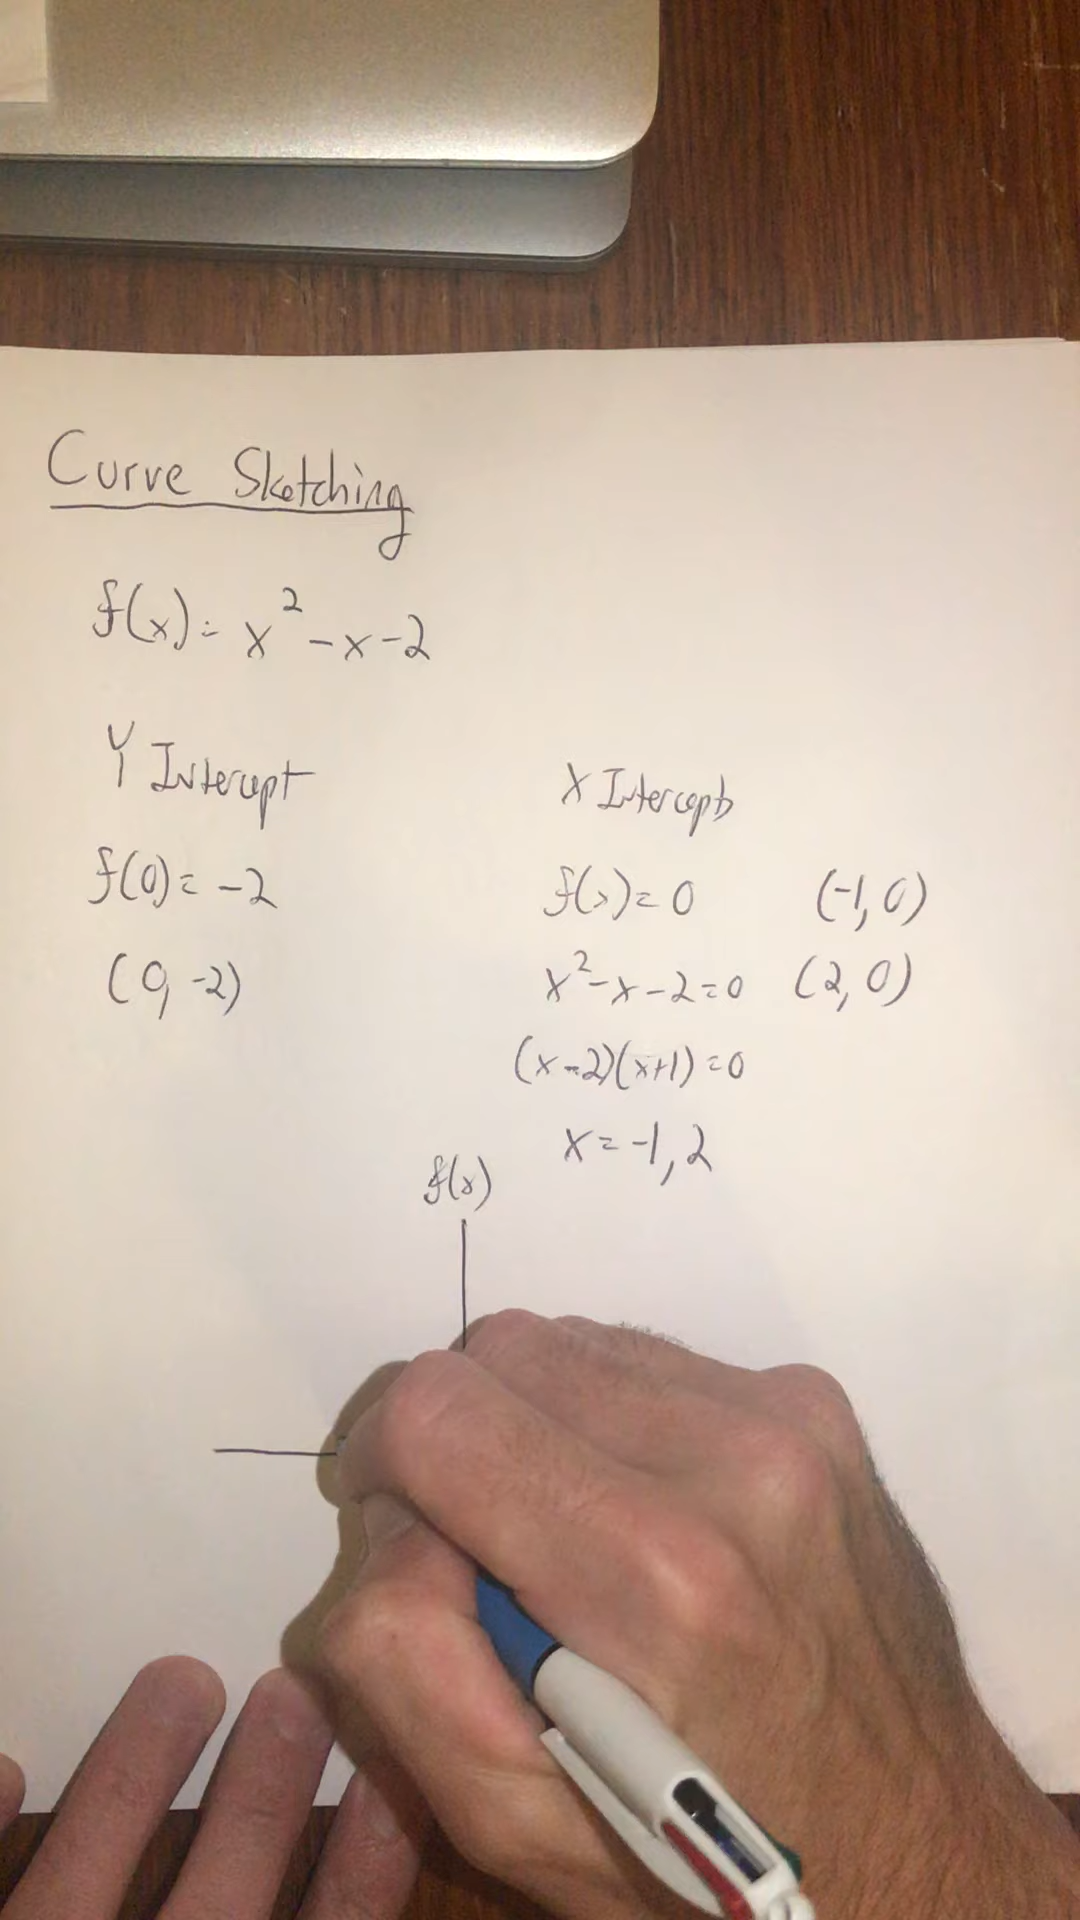 Curve Sketching
f(x) = x² - x - 2
Y Intercept
f(0) = -2
(0, -2)
X Intercepts
f(x) = 0
x² - x - 2 = 0
(x - 2)(x + 1) = 0
x = -1, 2
(-1, 0)
(2, 0)
f(x)